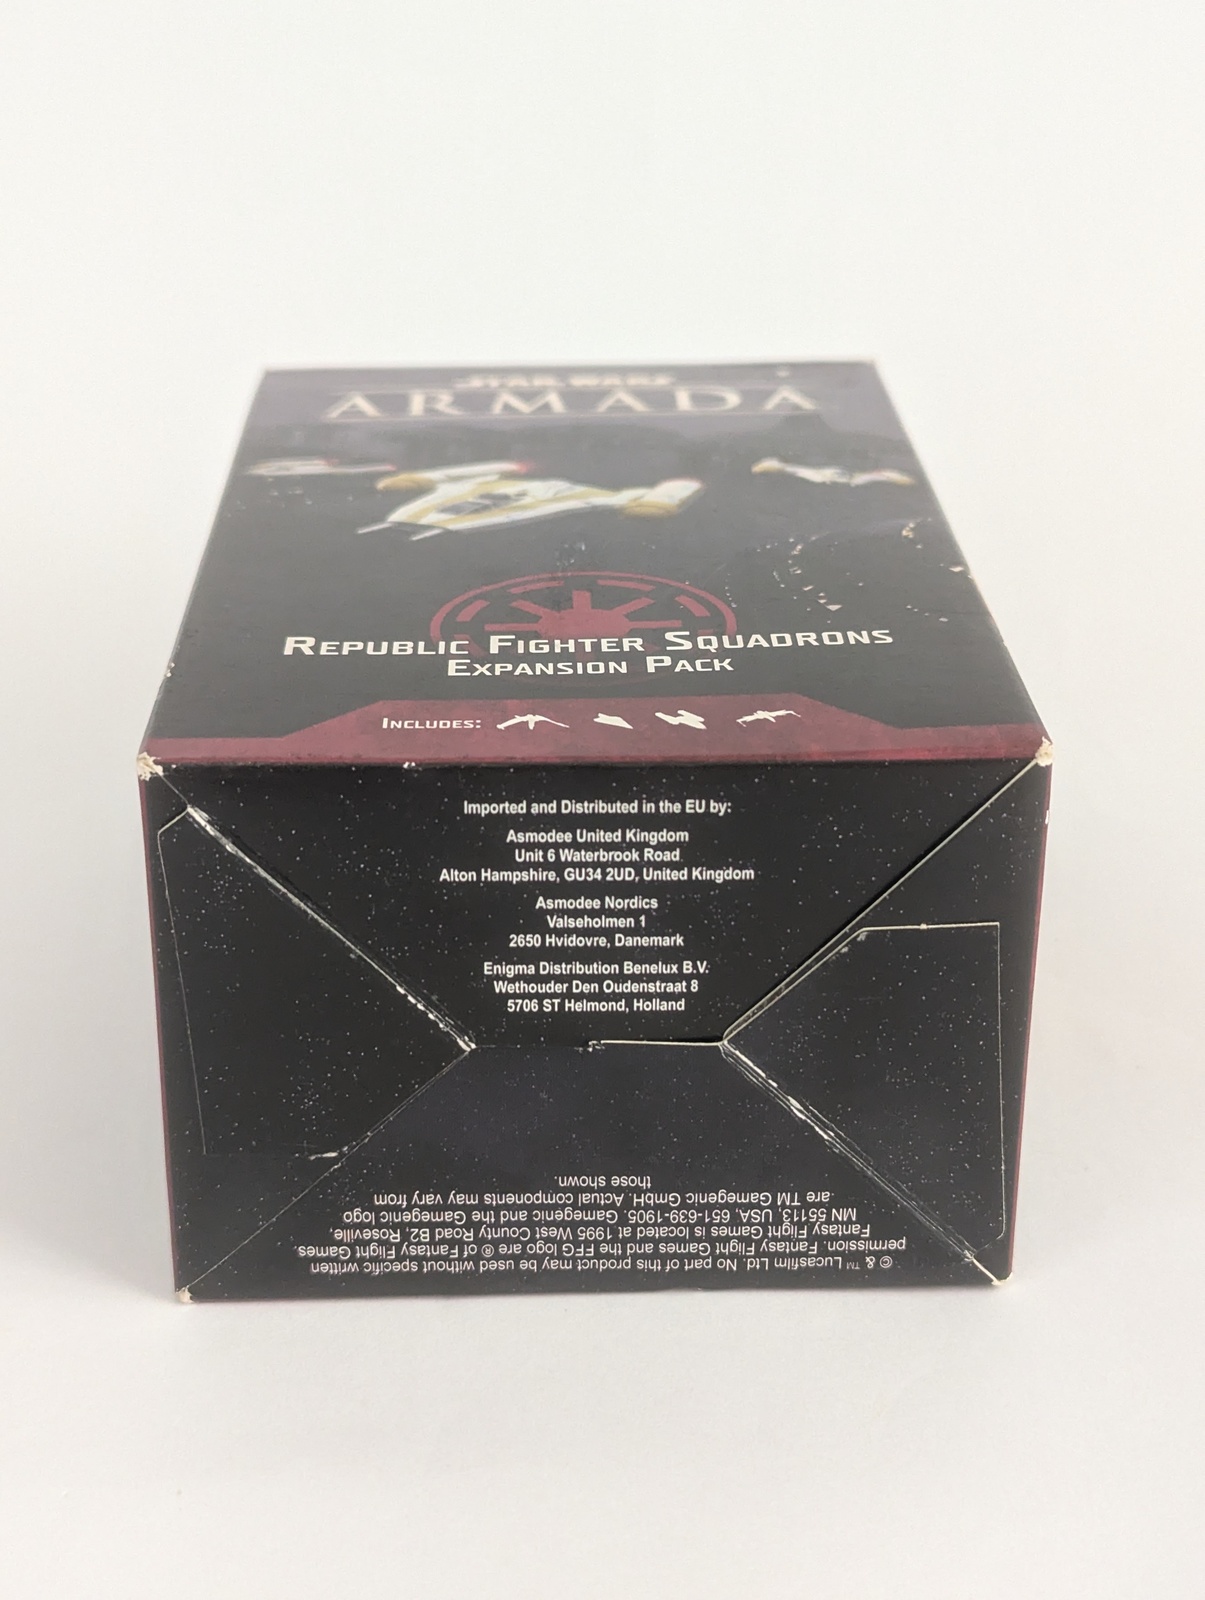 STAR WARS
ARMADA
REPUBLIC FIGHTER SQUADRONS
EXPANSION PACK
INCLUDES:
Imported and Distributed in the EU by:
Asmodee United Kingdom
Unit 6 Waterbrook Road
Alton Hampshire, GU34 2UD, United Kingdom
Asmodee Nordics
Valseholmen 1
2650 Hvidovre, Danemark
Enigma Distribution Benelux B.V.
Wethouder Den Oudenstraat 8
5706 ST Helmond, Holland
© & ™ Lucasfilm Ltd. No part of this product may be used without specific written
permission. Fantasy Flight Games and the FFG logo are ® of Fantasy Flight Games.
Fantasy Flight Games is located at 1995 West County Road B2, Roseville,
MN 55113, USA, 651-639-1905. Gamegenic and the Gamegenic logo
are TM Gamegenic GmbH. Actual components may vary from
those shown.